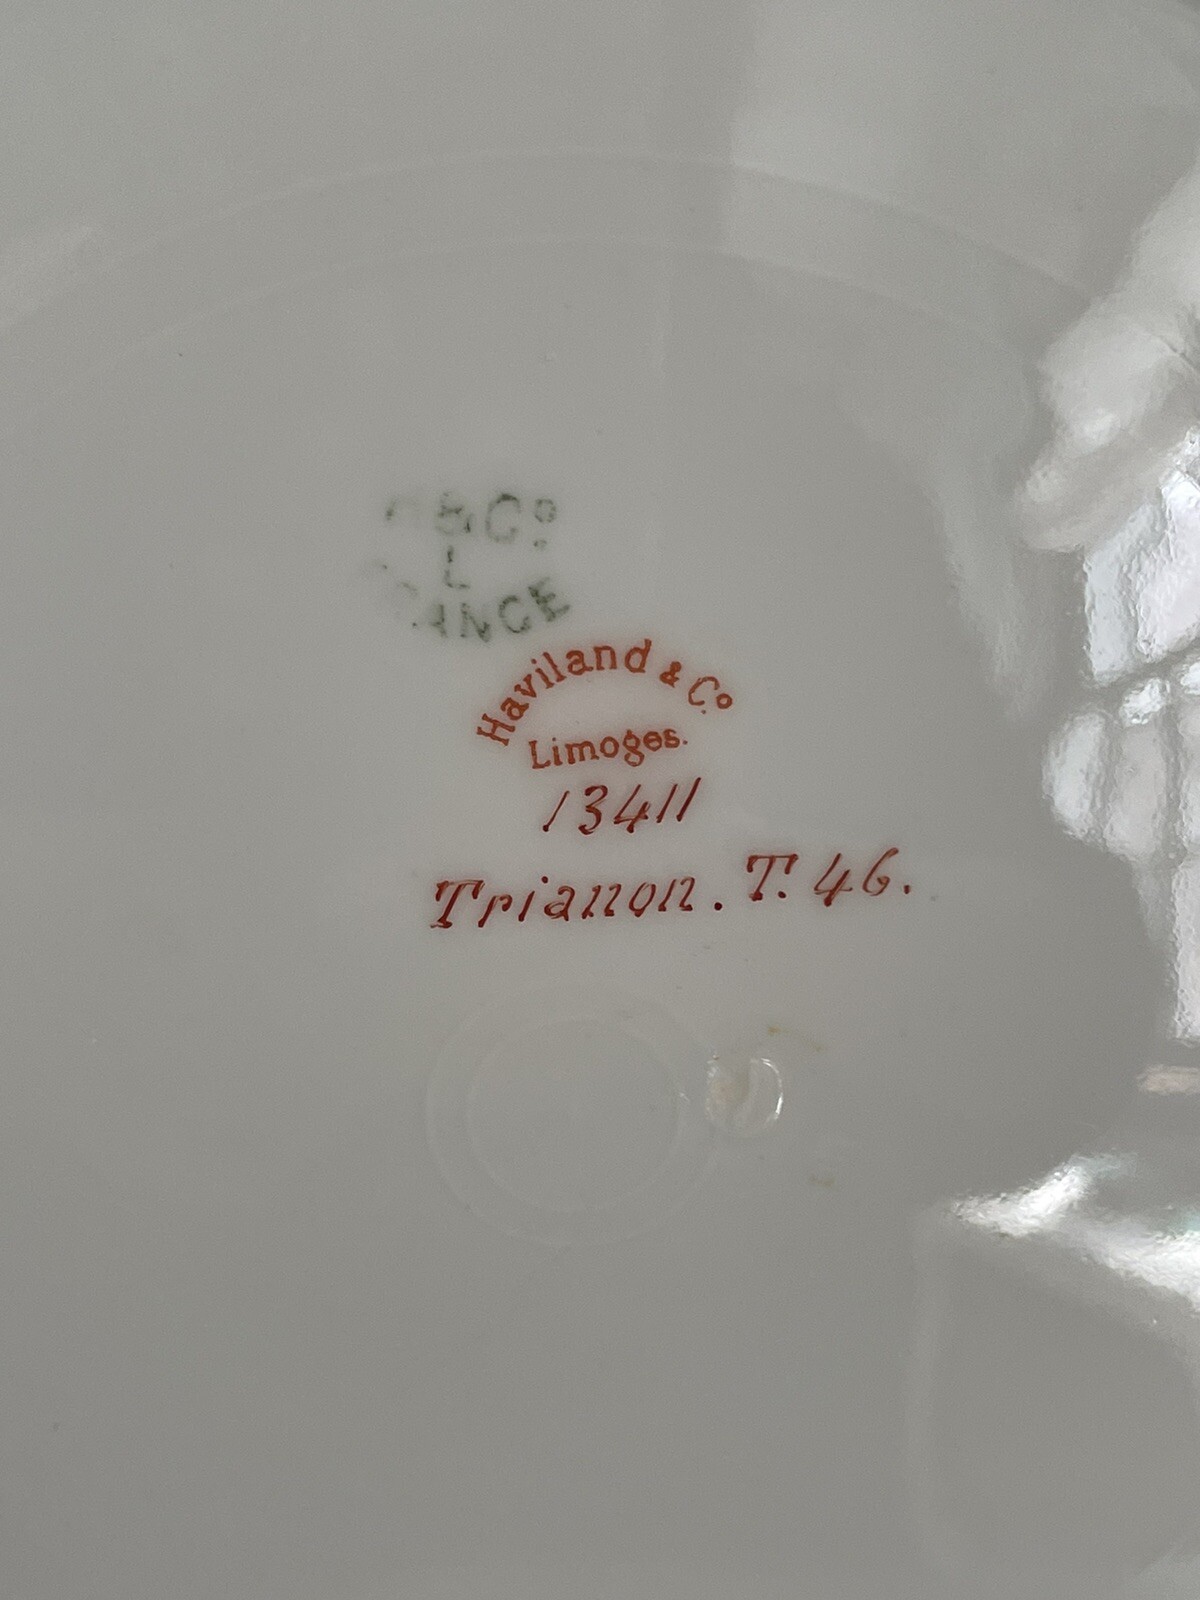 & Co
L
ANCE
Haviland & Co
Limoges.
13411
Trianon. T. 46.